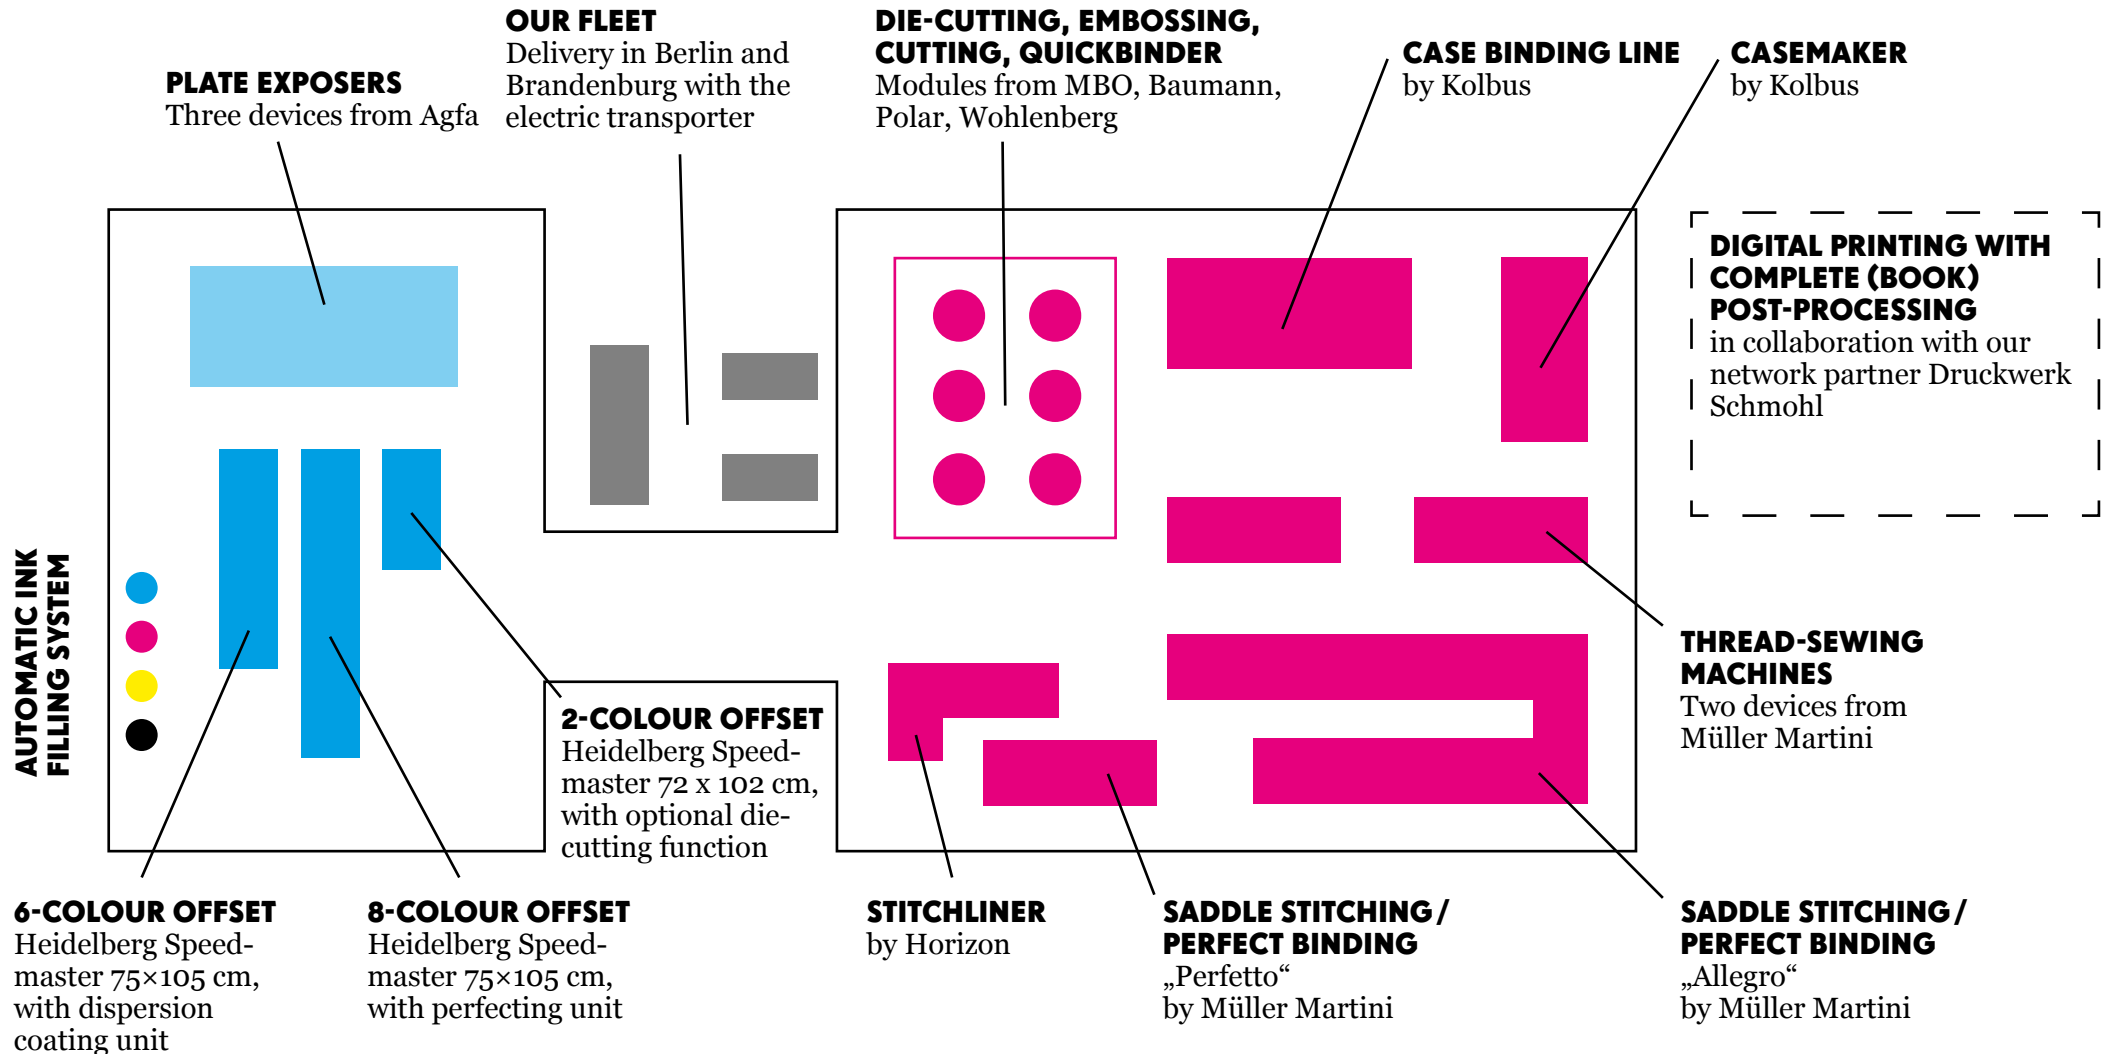 PLATE EXPOSERS
Three devices from Agfa
OUR FLEET
Delivery in Berlin and
Brandenburg with the
electric transporter
DIE-CUTTING, EMBOSSING,
CUTTING, QUICKBINDER
Modules from MBO, Baumann,
Polar, Wohlenberg
CASE BINDING LINE
by Kolbus
CASEMAKER
by Kolbus
DIGITAL PRINTING WITH
COMPLETE (BOOK)
POST-PROCESSING
in collaboration with our
network partner Druckwerk
Schmohl
AUTOMATIC INK
FILLING SYSTEM
THREAD-SEWING
MACHINES
Two devices from
Müller Martini
2-COLOUR OFFSET
Heidelberg Speed-
master 72 x 102 cm,
with optional die-
cutting function
6-COLOUR OFFSET
Heidelberg Speed-
master 75×105 cm,
with dispersion
coating unit
8-COLOUR OFFSET
Heidelberg Speed-
master 75×105 cm,
with perfecting unit
STITCHLINER
by Horizon
SADDLE STITCHING/
PERFECT BINDING
„Perfetto“
by Müller Martini
SADDLE STITCHING/
PERFECT BINDING
„Allegro“
by Müller Martini